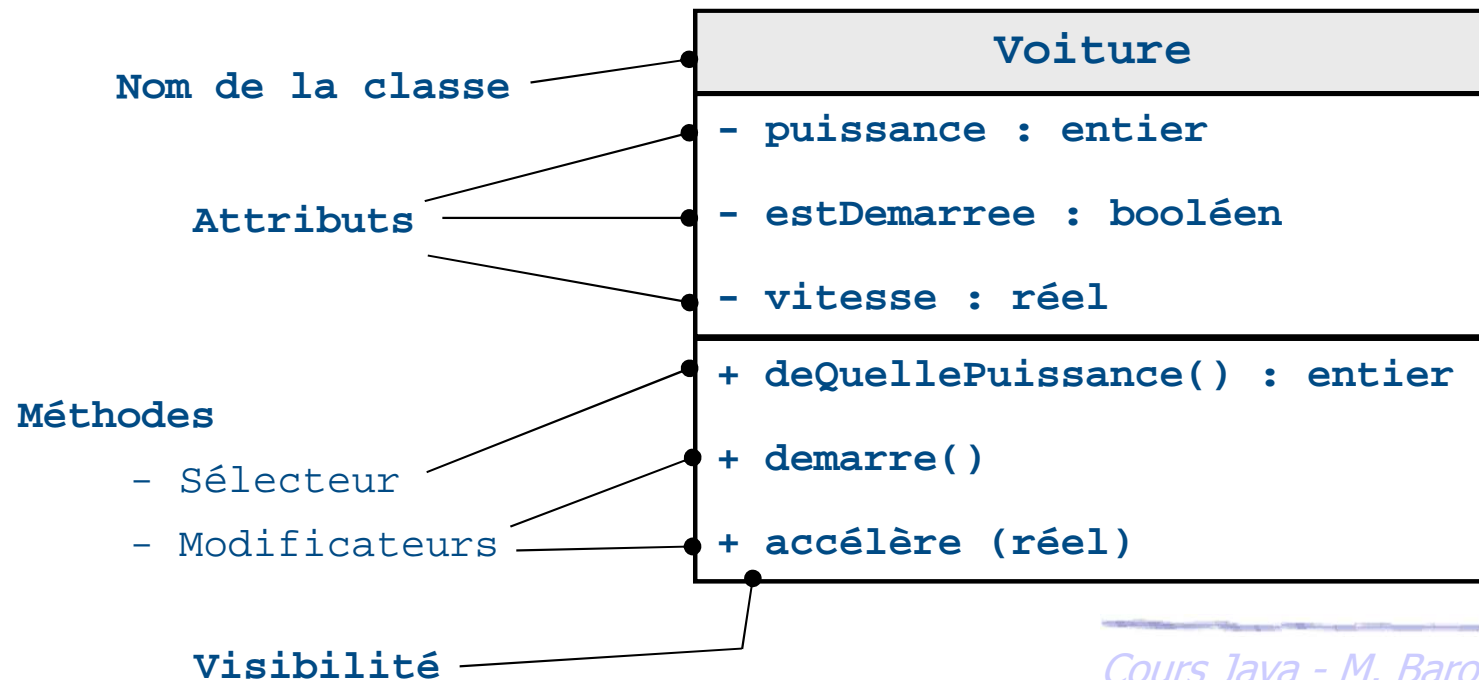 Voiture
Nom de la classe
- puissance : entier
Attributs
- estDemarree : booléen
- vitesse : réel
+ deQuellePuissance() : entier
Méthodes
- Sélecteur
+ demarre()
- Modificateurs
+ accélère (réel)
Visibilité
Cours Java - M. Baro